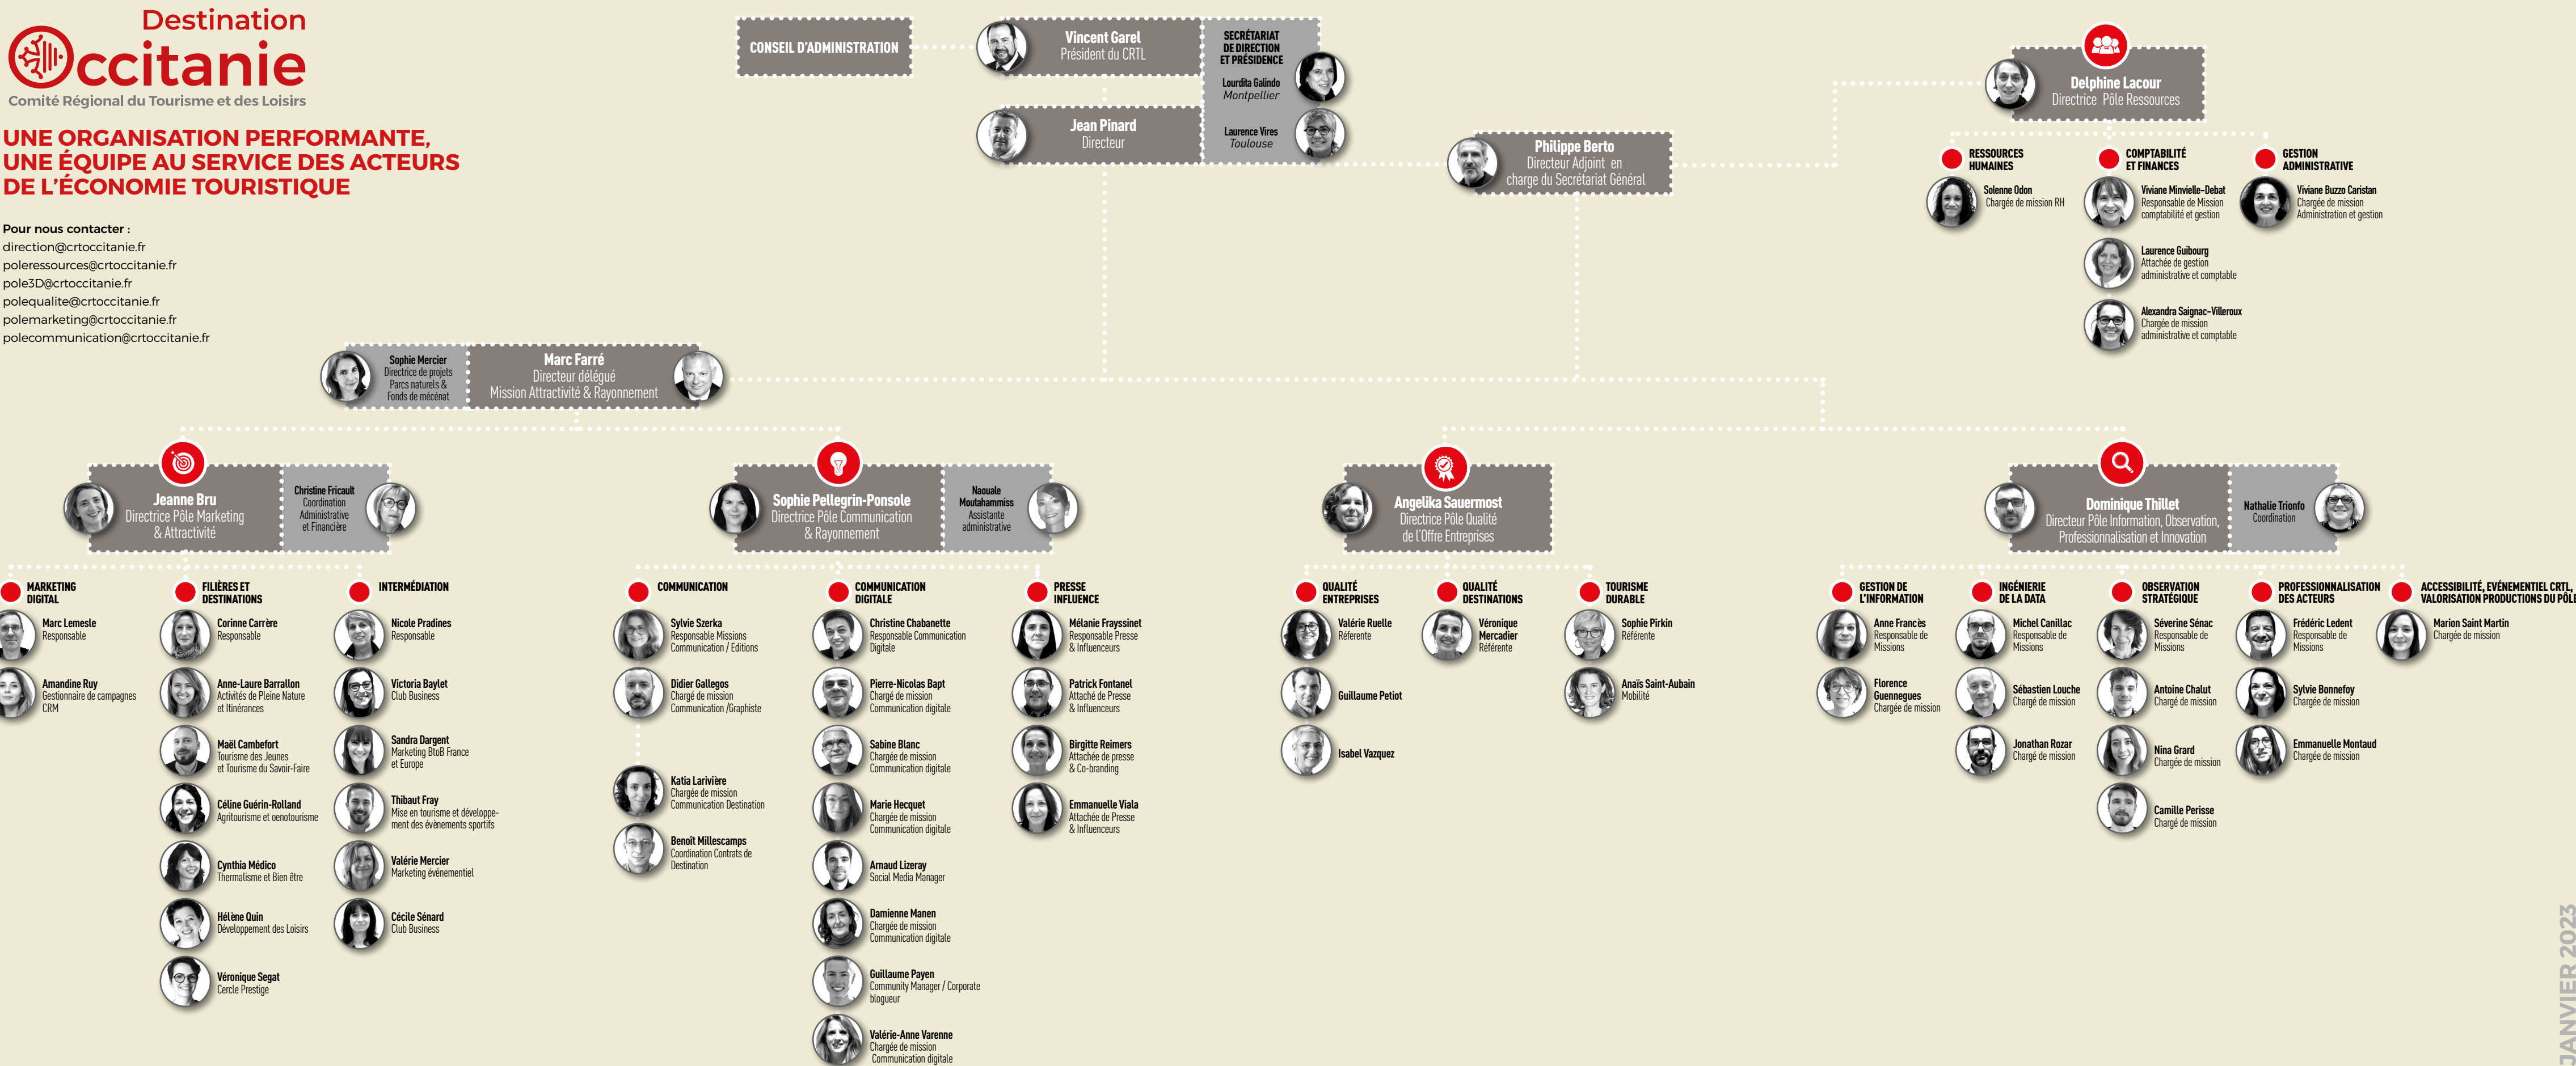 Destination
Occitanie
Comité Régional du Tourisme et des Loisirs
UNE ORGANISATION PERFORMANTE,
UNE ÉQUIPE AU SERVICE DES ACTEURS
DE L'ÉCONOMIE TOURISTIQUE
Pour nous contacter :
direction@crtoccitanie.fr
poleressources@crtoccitanie.fr
pole3D@crtoccitanie.fr
polequalite@crtoccitanie.fr
polemarketing@crtoccitanie.fr
polecommunication@crtoccitanie.fr
CONSEIL D'ADMINISTRATION
Vincent Garel
Président du CRTL
Jean Pinard
Directeur
SECRÉTARIAT
DE DIRECTION
ET PRÉSIDENCE
Lourdita Galindo
Montpellier
Laurence Vires
Toulouse
Philippe Berto
Directeur Adjoint en
charge du Secrétariat Général
Delphine Lacour
Directrice Pôle Ressources
RESSOURCES
HUMAINES
Solenne Odon
Chargée de mission RH
COMPTABILITÉ
ET FINANCES
Viviane Minvielle-Debat
Responsable de Mission
comptabilité et gestion
Laurence Guibourg
Attachée de gestion
administrative et comptable
Alexandra Saignac-Villeroux
Chargée de mission
administrative et comptable
GESTION
ADMINISTRATIVE
Viviane Buzzo Caristan
Chargée de mission
Administration et gestion
Sophie Mercier
Directrice de projets
Parcs naturels &
Fonds de mécénat
Marc Farré
Directeur délégué
Mission Attractivité & Rayonnement
Jeanne Bru
Directrice Pôle Marketing
& Attractivité
Christine Fricault
Coordination
Administrative
et Financière
MARKETING
DIGITAL
Marc Lemesle
Responsable
Amandine Ruy
Gestionnaire de campagnes
CRM
FILIÈRES ET
DESTINATIONS
Corinne Carrère
Responsable
Anne-Laure Barrallon
Activités de Pleine Nature
et Itinérances
Maël Cambefort
Tourisme des Jeunes
et Tourisme du Savoir-Faire
Céline Guérin-Rolland
Agritourisme et oenotourisme
Cynthia Médico
Thermalisme et Bien être
Hélène Quin
Développement des Loisirs
Véronique Segat
Cercle Prestige
INTERMÉDIATION
Nicole Pradines
Responsable
Victoria Baylet
Club Business
Sandra Dargent
Marketing BtoB France
et Europe
Thibaut Fray
Mise en tourisme et développe-
ment des évènements sportifs
Valérie Mercier
Marketing événementiel
Cécile Sénard
Club Business
Sophie Pellegrin-Ponsole
Directrice Pôle Communication
& Rayonnement
Naouale
Moutahammiss
Assistante
administrative
COMMUNICATION
Sylvie Szerka
Responsable Missions
Communication / Editions
Didier Gallegos
Chargé de mission
Communication /Graphiste
Katia Larivière
Chargée de mission
Communication Destination
Benoît Millescamps
Coordination Contrats de
Destination
COMMUNICATION
DIGITALE
Christine Chabanette
Responsable Communication
Digitale
Pierre-Nicolas Bapt
Chargé de mission
Communication digitale
Sabine Blanc
Chargée de mission
Communication digitale
Marie Hecquet
Chargée de mission
Communication digitale
Arnaud Lizeray
Social Media Manager
Damienne Manen
Chargée de mission
Communication digitale
Guillaume Payen
Community Manager / Corporate
blogueur
Valérie-Anne Varenne
Chargée de mission
Communication digitale
PRESSE
INFLUENCE
Mélanie Frayssinet
Responsable Presse
& Influenceurs
Patrick Fontanel
Attaché de Presse
& Influenceurs
Birgitte Reimers
Attachée de presse
& Co-branding
Emmanuelle Viala
Attachée de Presse
& Influenceurs
Angelika Sauermost
Directrice Pôle Qualité
de l'Offre Entreprises
QUALITÉ
ENTREPRISES
Valérie Ruelle
Réferente
Guillaume Petiot
Isabel Vazquez
QUALITÉ
DESTINATIONS
Véronique
Mercadier
Référente
TOURISME
DURABLE
Sophie Pirkin
Référente
Anaïs Saint-Aubain
Mobilité
Dominique Thillet
Directeur Pôle Information, Observation,
Professionnalisation et Innovation
Nathalie Trionfo
Coordination
GESTION DE
L'INFORMATION
Anne Francès
Responsable de
Missions
Florence
Guennegues
Chargée de mission
INGÉNIERIE
DE LA DATA
Michel Canillac
Responsable de
Missions
Sébastien Louche
Chargé de mission
Jonathan Rozar
Chargé de mission
OBSERVATION
STRATÉGIQUE
Séverine Sénac
Responsable de
Missions
Antoine Chalut
Chargé de mission
Nina Grard
Chargée de mission
Camille Perisse
Chargé de mission
PROFESSIONNALISATION
DES ACTEURS
Frédéric Ledent
Responsable de
Missions
Sylvie Bonnefoy
Chargée de mission
Emmanuelle Montaud
Chargée de mission
ACCESSIBILITÉ, EVÉNEMENTIEL CRTL,
VALORISATION PRODUCTIONS DU PÔLE
Marion Saint Martin
Chargée de mission
JANVIER 2023